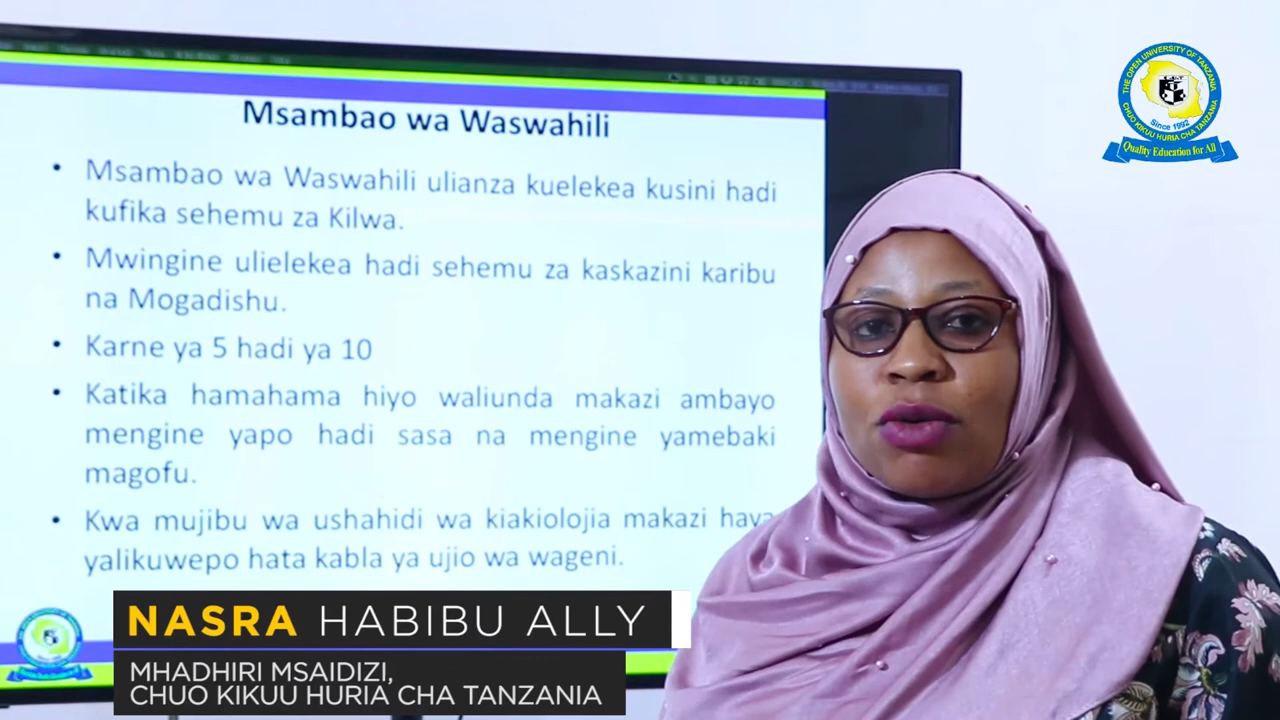 Msambao wa Waswahili
• Msambao wa Waswahili ulianza kuelekea kusini hadi
kufika sehemu za Kilwa.
• Mwingine ulielekea hadi sehemu za kaskazini karibu
na Mogadishu.
• Karne ya 5 hadi ya 10
• Katika hamahama hiyo waliunda makazi ambayo
mengine yapo hadi sasa na mengine yamebaki
magofu.
• Kwa mujibu wa ushahidi wa kiakiolojia makazi haya
yalikuwepo hata kabla ya ujio wa wageni.
NASRA HABIBU ALLY
MHADHIRI MSAIDIZI,
CHUO KIKUU HURIA CHA TANZANIA
THE OPEN UNIVERSITY OF TANZANIA
Since 1992
CHUO KIKUU HURIA CHA TANZANIA
Quality Education for All